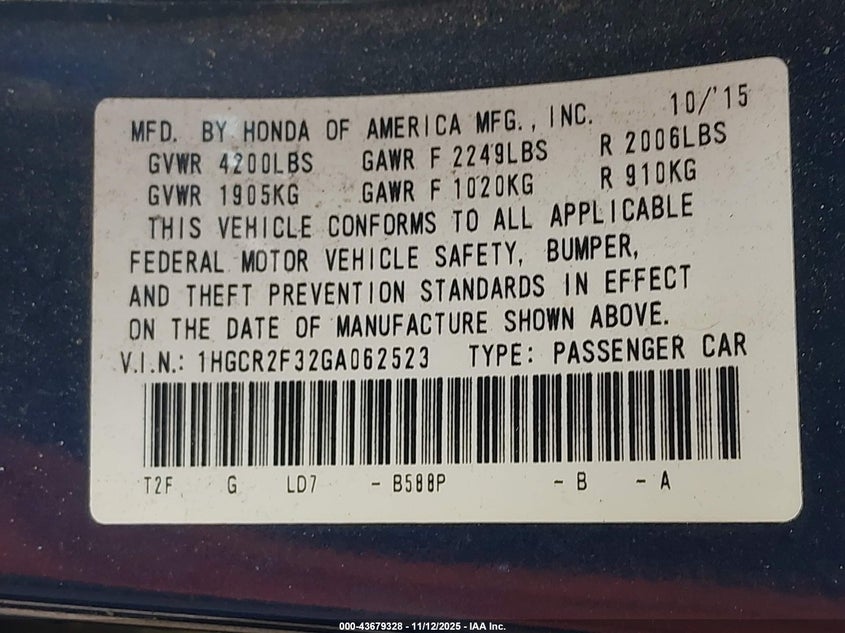 MFD. BY HONDA OF AMERICA MFG., INC. 10/'15
GVWR 4200LBS GAWR F 2249LBS R 2006LBS
GVWR 1905KG GAWR F 1020KG R 910KG
THIS VEHICLE CONFORMS TO ALL APPLICABLE
FEDERAL MOTOR VEHICLE SAFETY, BUMPER,
AND THEFT PREVENTION STANDARDS IN EFFECT
ON THE DATE OF MANUFACTURE SHOWN ABOVE.
V.I.N.: 1HGCR2F32GA062523 TYPE: PASSENGER CAR
T2F G LD7 - B588P - B - A
000-43679328 - 11/12/2025 - IAA Inc.